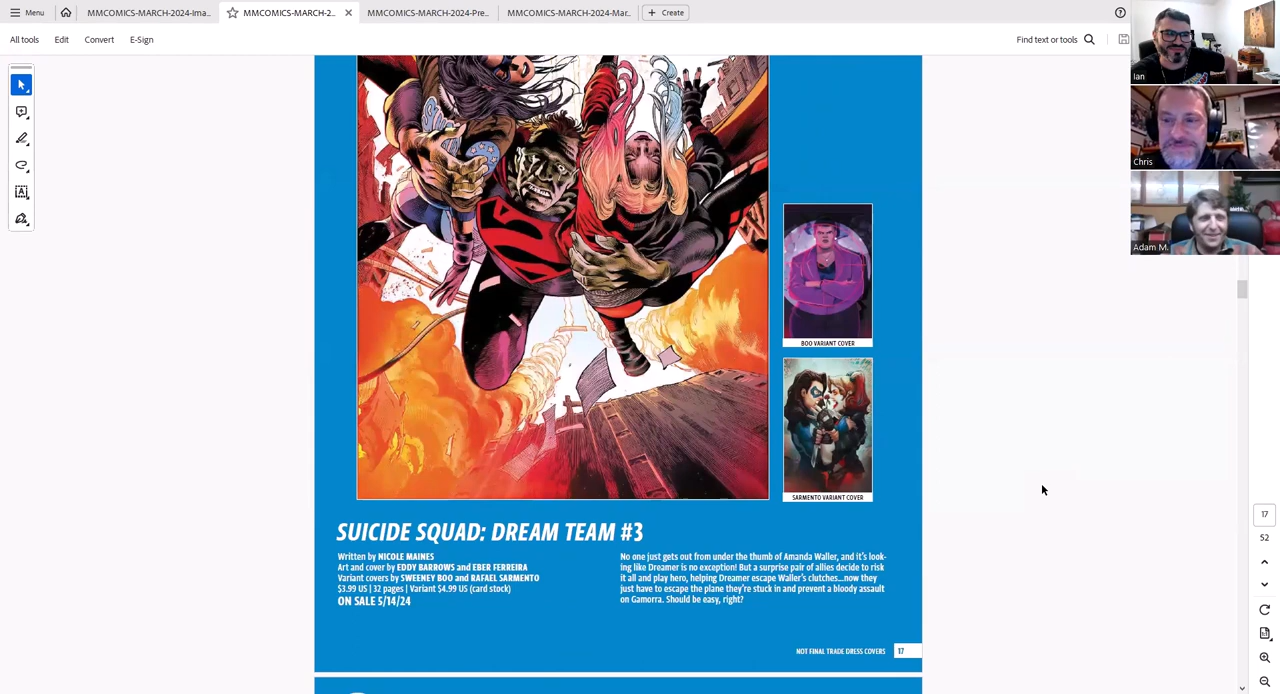 Menu
MMCOMICS-MARCH-2024-Ima...
MMCOMICS-MARCH-2...
MMCOMICS-MARCH-2024-Pre...
MMCOMICS-MARCH-2024-Mar...
Create
All tools
Edit
Convert
E-Sign
Find text or tools
Ian
Chris
Adam M.
BOO VARIANT COVER
SARMENTO VARIANT COVER
SUICIDE SQUAD: DREAM TEAM #3
Written by NICOLE MAINES
Art and cover by EDDY BARROWS and EBER FERREIRA
Variant covers by SWEENEY BOO and RAFAEL SARMENTO
$3.99 US | 32 pages | Variant $4.99 US (card stock)
ON SALE 5/14/24
No one just gets out from under the thumb of Amanda Waller, and it's look-
ing like Dreamer is no exception! But a surprise pair of allies decide to risk
it all and play hero, helping Dreamer escape Waller's clutches...now they
just have to escape the plane they're stuck in and prevent a bloody assault
on Gamorra. Should be easy, right?
NOT FINAL TRADE DRESS COVERS
17
17
52